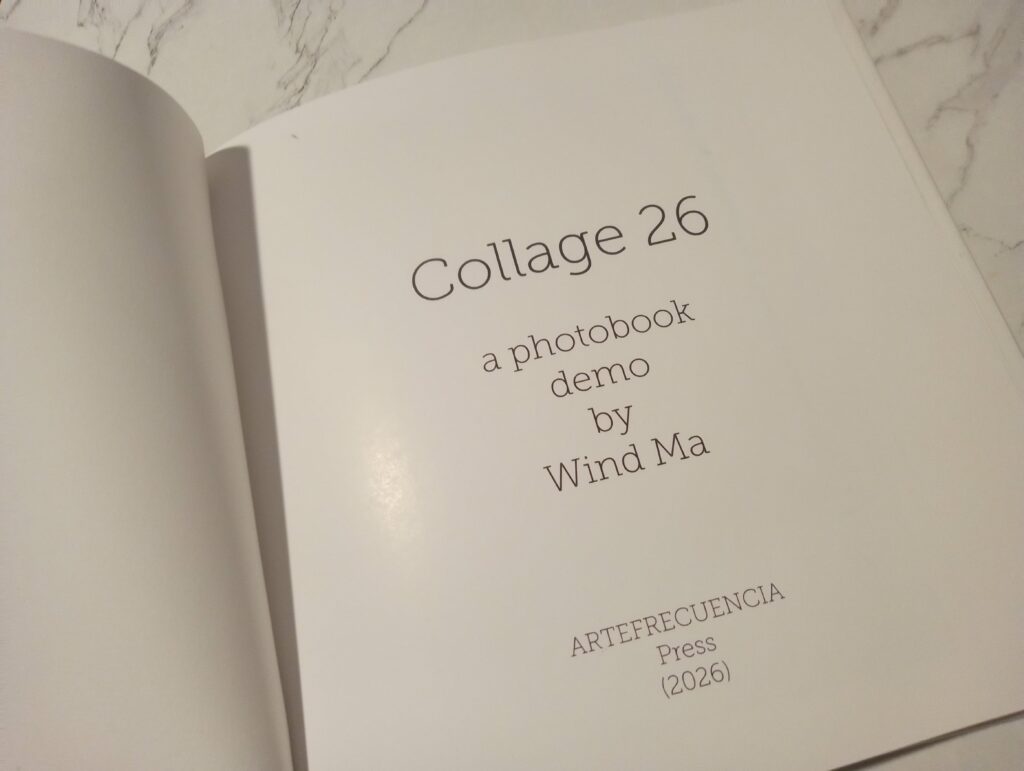 Collage 26
a photobook
demo
by
Wind Ma
ARTEFRECUENCIA
Press
(2026)